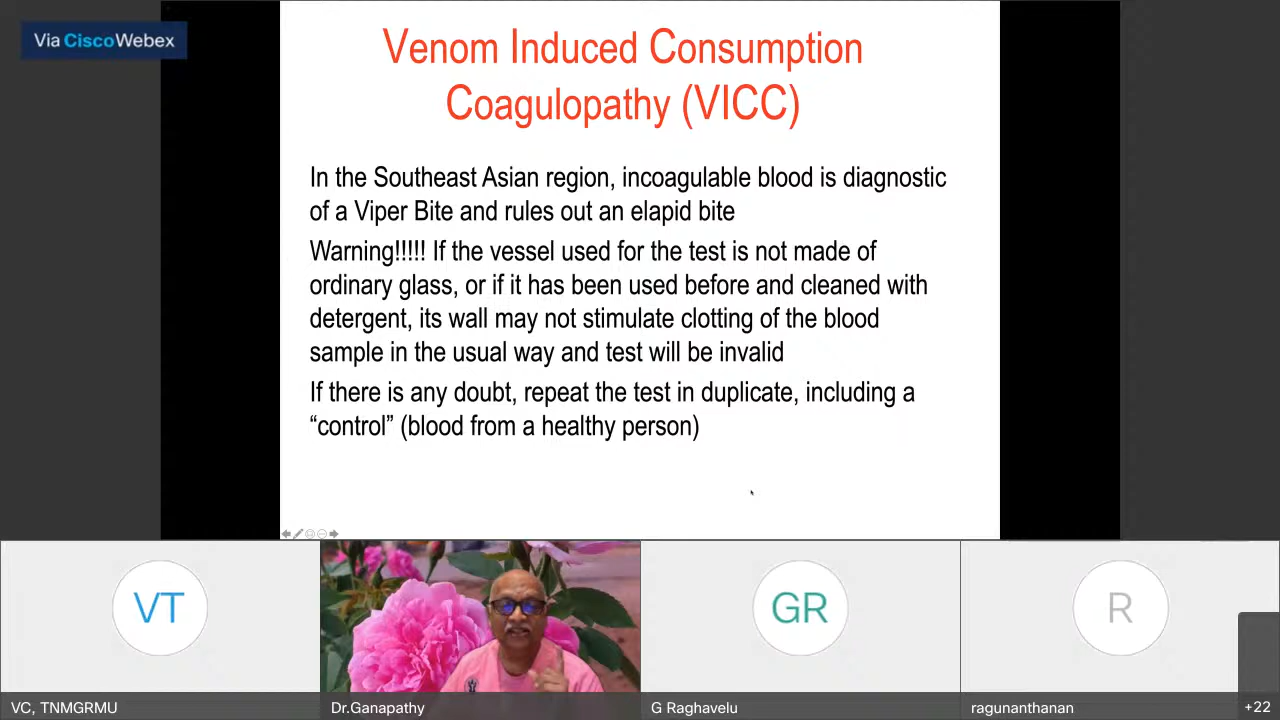 Via Cisco Webex
Venom Induced Consumption
Coagulopathy (VICC)
In the Southeast Asian region, incoagulable blood is diagnostic
of a Viper Bite and rules out an elapid bite
Warning!!!!! If the vessel used for the test is not made of
ordinary glass, or if it has been used before and cleaned with
detergent, its wall may not stimulate clotting of the blood
sample in the usual way and test will be invalid
If there is any doubt, repeat the test in duplicate, including a
“control” (blood from a healthy person)
VT
GR
R
VC, TNMGRMU
Dr.Ganapathy
G Raghavelu
ragunanthanan
+22